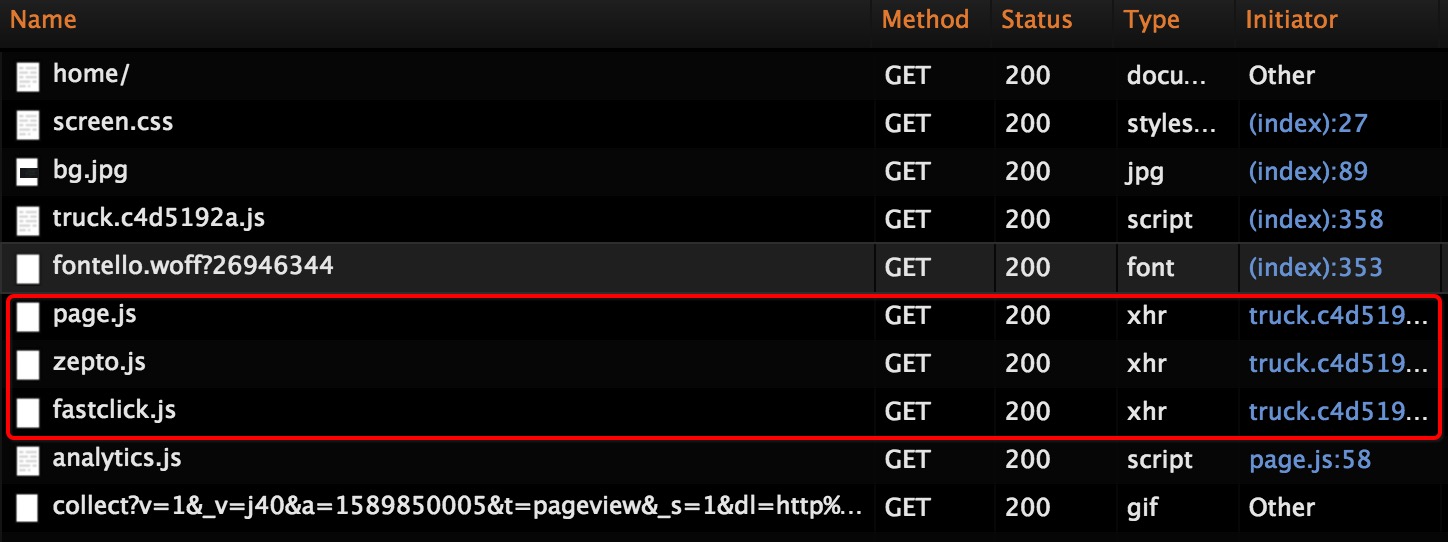 Name Method Status Type Initiator
home/ GET 200 docu... Other
screen.css GET 200 styles... (index):27
bg.jpg GET 200 jpg (index):89
truck.c4d5192a.js GET 200 script (index):358
fontello.woff?26946344 GET 200 font (index):353
page.js GET 200 xhr truck.c4d519...
zepto.js GET 200 xhr truck.c4d519...
fastclick.js GET 200 xhr truck.c4d519...
analytics.js GET 200 script page.js:58
collect?v=1&_v=j40&a=1589850005&t=pageview&_s=1&dl=http%... GET 200 gif Other